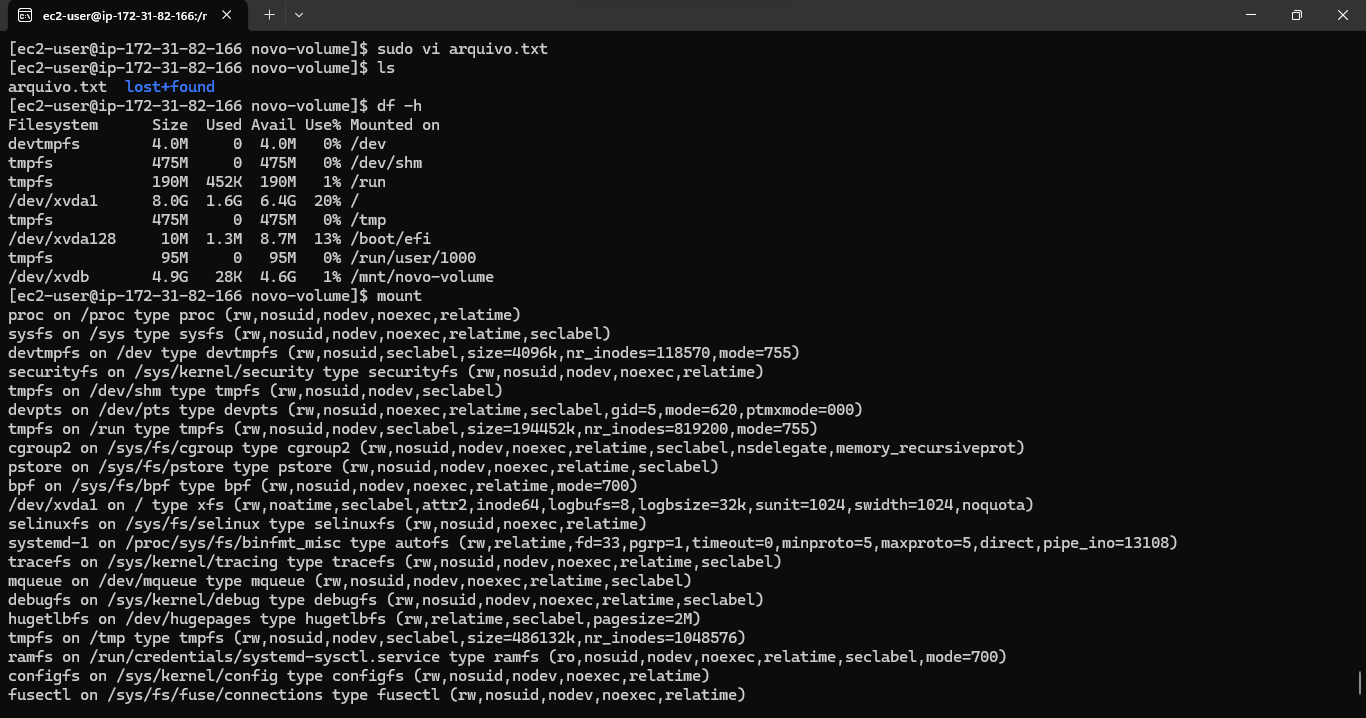 ec2-user@ip-172-31-82-166:/r
[ec2-user@ip-172-31-82-166 novo-volume]$ sudo vi arquivo.txt
[ec2-user@ip-172-31-82-166 novo-volume]$ ls
arquivo.txt  lost+found
[ec2-user@ip-172-31-82-166 novo-volume]$ df -h
Filesystem      Size  Used Avail Use% Mounted on
devtmpfs        4.0M     0  4.0M   0% /dev
tmpfs           475M     0  475M   0% /dev/shm
tmpfs           190M  452K  190M   1% /run
/dev/xvda1      8.0G  1.6G  6.4G  20% /
tmpfs           475M     0  475M   0% /tmp
/dev/xvda128     10M  1.3M  8.7M  13% /boot/efi
tmpfs            95M     0   95M   0% /run/user/1000
/dev/xvdb       4.9G   28K  4.6G   1% /mnt/novo-volume
[ec2-user@ip-172-31-82-166 novo-volume]$ mount
proc on /proc type proc (rw,nosuid,nodev,noexec,relatime)
sysfs on /sys type sysfs (rw,nosuid,nodev,noexec,relatime,seclabel)
devtmpfs on /dev type devtmpfs (rw,nosuid,seclabel,size=4096k,nr_inodes=118570,mode=755)
securityfs on /sys/kernel/security type securityfs (rw,nosuid,nodev,noexec,relatime)
tmpfs on /dev/shm type tmpfs (rw,nosuid,nodev,seclabel)
devpts on /dev/pts type devpts (rw,nosuid,noexec,relatime,seclabel,gid=5,mode=620,ptmxmode=000)
tmpfs on /run type tmpfs (rw,nosuid,nodev,seclabel,size=194452k,nr_inodes=819200,mode=755)
cgroup2 on /sys/fs/cgroup type cgroup2 (rw,nosuid,nodev,noexec,relatime,seclabel,nsdelegate,memory_recursiveprot)
pstore on /sys/fs/pstore type pstore (rw,nosuid,nodev,noexec,relatime,seclabel)
bpf on /sys/fs/bpf type bpf (rw,nosuid,nodev,noexec,relatime,mode=700)
/dev/xvda1 on / type xfs (rw,noatime,seclabel,attr2,inode64,logbufs=8,logbsize=32k,sunit=1024,swidth=1024,noquota)
selinuxfs on /sys/fs/selinux type selinuxfs (rw,nosuid,noexec,relatime)
systemd-1 on /proc/sys/fs/binfmt_misc type autofs (rw,relatime,fd=33,pgrp=1,timeout=0,minproto=5,maxproto=5,direct,pipe_ino=13108)
tracefs on /sys/kernel/tracing type tracefs (rw,nosuid,nodev,noexec,relatime,seclabel)
mqueue on /dev/mqueue type mqueue (rw,nosuid,nodev,noexec,relatime,seclabel)
debugfs on /sys/kernel/debug type debugfs (rw,nosuid,nodev,noexec,relatime,seclabel)
hugetlbfs on /dev/hugepages type hugetlbfs (rw,relatime,seclabel,pagesize=2M)
tmpfs on /tmp type tmpfs (rw,nosuid,nodev,seclabel,size=486132k,nr_inodes=1048576)
ramfs on /run/credentials/systemd-sysctl.service type ramfs (ro,nosuid,nodev,noexec,relatime,seclabel,mode=700)
configfs on /sys/kernel/config type configfs (rw,nosuid,nodev,noexec,relatime)
fusectl on /sys/fs/fuse/connections type fusectl (rw,nosuid,nodev,noexec,relatime)